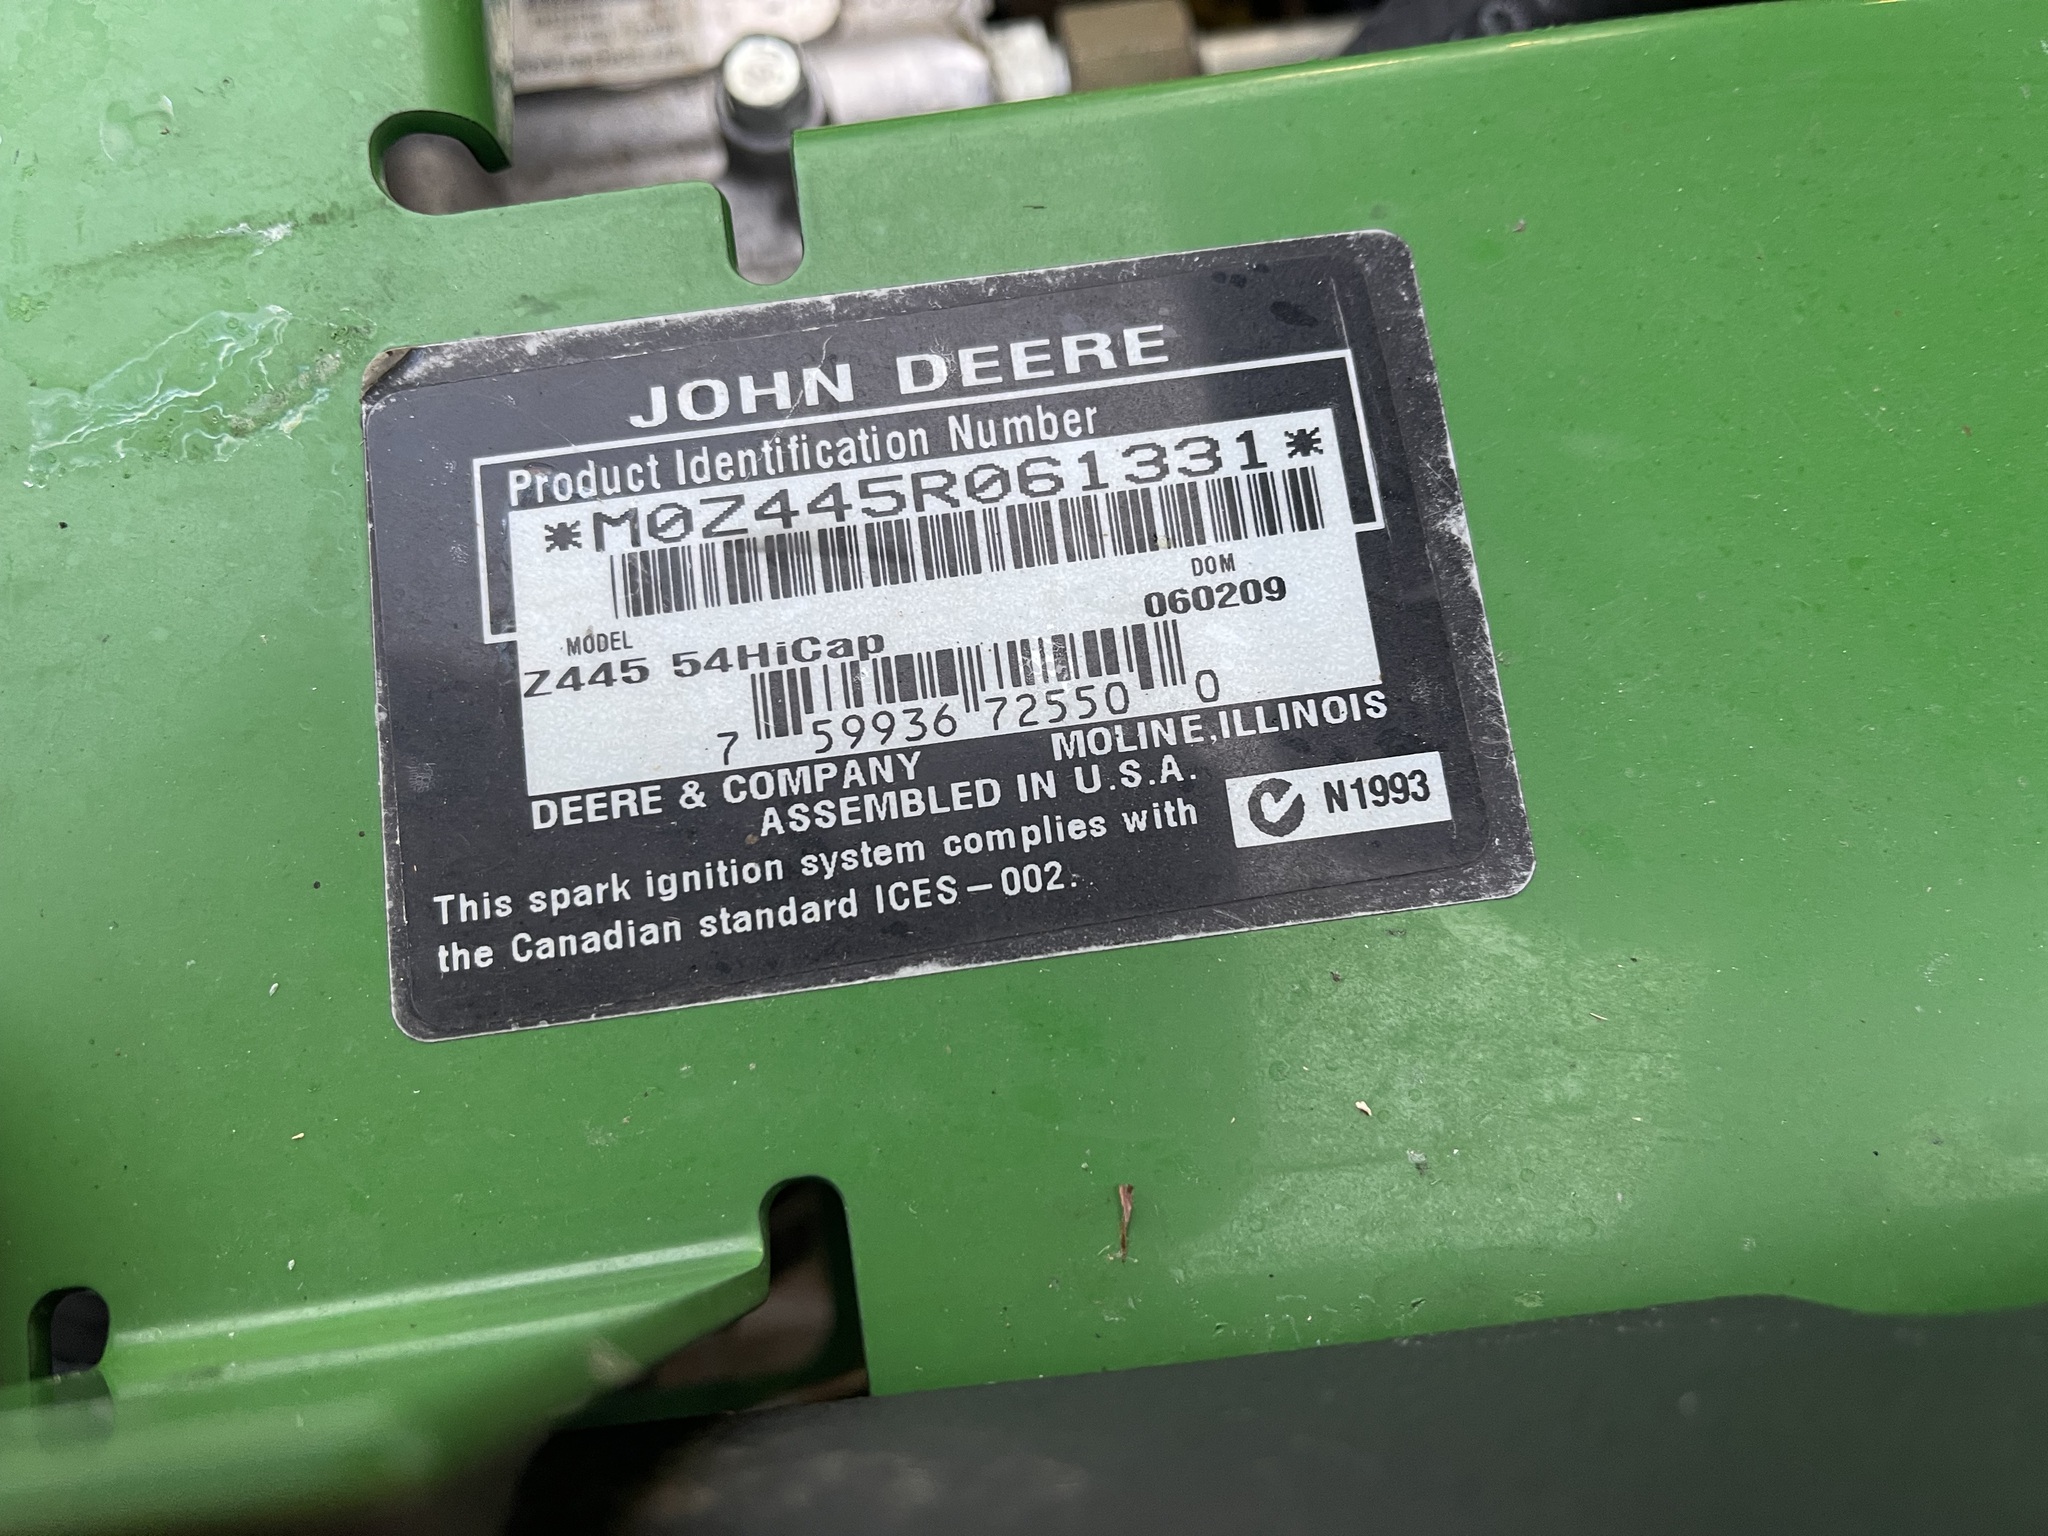 JOHN DEERE
Product Identification Number
*M0Z445R061331*
DOM
060209
MODEL
Z445 54HiCap
7 59936 72550 0
DEERE & COMPANY MOLINE, ILLINOIS
ASSEMBLED IN U.S.A.
N1993
This spark ignition system complies with
the Canadian standard ICES-002.